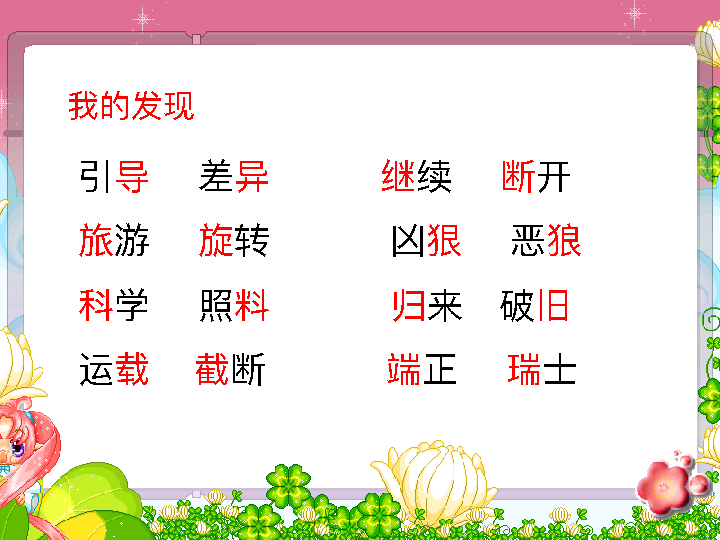 我的发现
引导 差异 继续 断开
旅游 旋转 凶狠 恶狼
科学 照料 归来 破旧
运载 截断 端正 瑞士